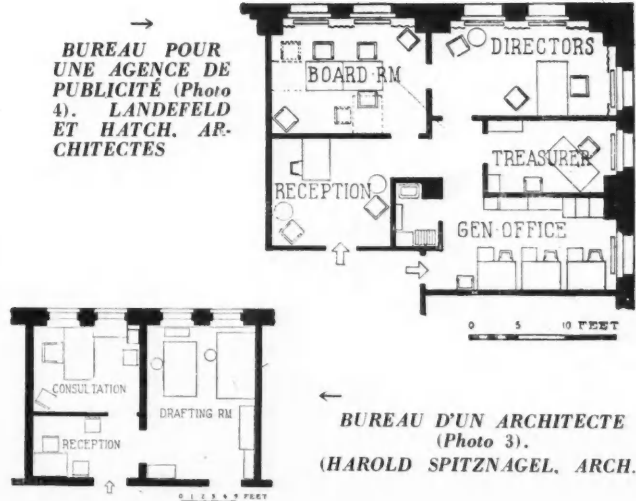 BUREAU POUR
UNE AGENCE DE
PUBLICITÉ (Photo
4). LANDEFELD
ET HATCH, AR-
CHITECTES
BOARD·RM
DIRECTORS
TREASURER
RECEPTION
GEN·OFFICE
0 5 10 FEET
CONSULTATION
DRAFTING RM
RECEPTION
0 1 2 3 4 5 FEET
BUREAU D'UN ARCHITECTE
(Photo 3).
(HAROLD SPITZNAGEL, ARCH.